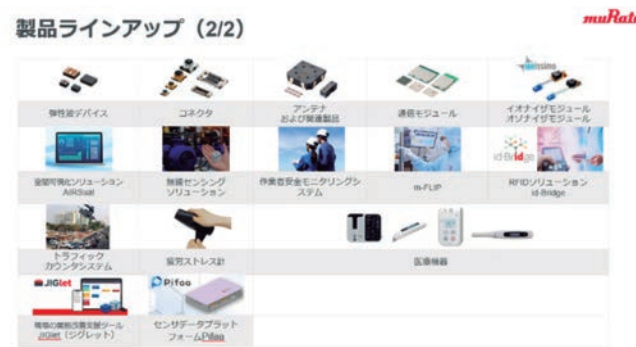 製品ラインアップ（2/2）
muRata
弾性波デバイス
コネクタ
アンテナ
および関連製品
通信モジュール
ionissimo
イオナイザモジュール
オゾナイザモジュール
空間可視化ソリューション
AIRSual
無線センシング
ソリューション
作業者安全モニタリングシ
ステム
m-FLIP
id-Bridge
RFIDソリューション
id-Bridge
トラフィック
カウンタシステム
疲労ストレス計
医療機器
JIGlet
現場の業務改善支援ツール
JIGlet（ジグレット）
Pifaa
センサデータプラット
フォームPifaa